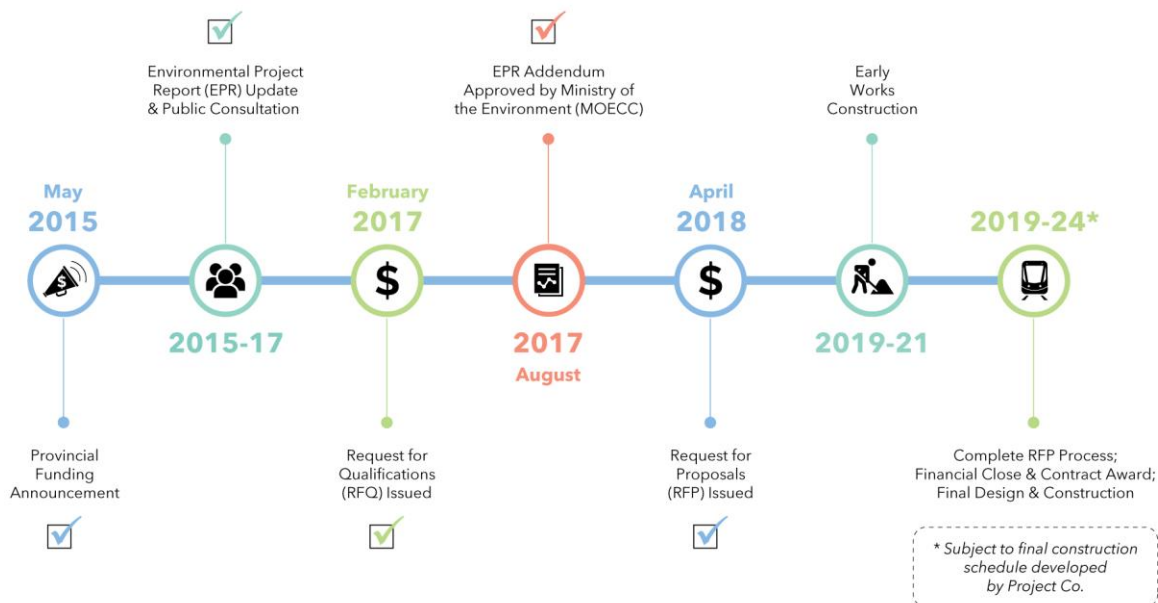 Environmental Project
Report (EPR) Update
& Public Consultation
EPR Addendum
Approved by Ministry of
the Environment (MOECC)
Early
Works
Construction
May
2015
February
2017
April
2018
2019-24*
$
$
$
2015-17
2017
August
2019-21
Provincial
Funding
Announcement
Request for
Qualifications
(RFQ) Issued
Request for
Proposals
(RFP) Issued
Complete RFP Process;
Financial Close & Contract Award;
Final Design & Construction
* Subject to final construction
schedule developed
by Project Co.